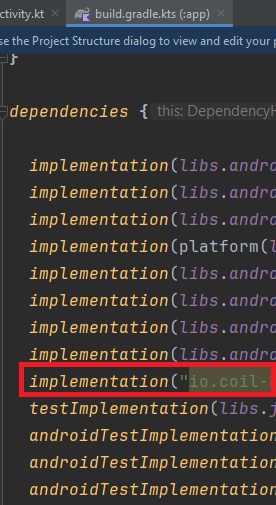 ctivity.kt build.gradle.kts (:app)
se the Project Structure dialog to view and edit your p
}
dependencies { this: DependencyH
implementation(libs.andro
implementation(libs.andro
implementation(libs.andro
implementation(platform(l
implementation(libs.andro
implementation(libs.andro
implementation(libs.andro
implementation(libs.andro
implementation("io.coil-
testImplementation(libs.j
androidTestImplementation
androidTestImplementation
androidTestImplementation